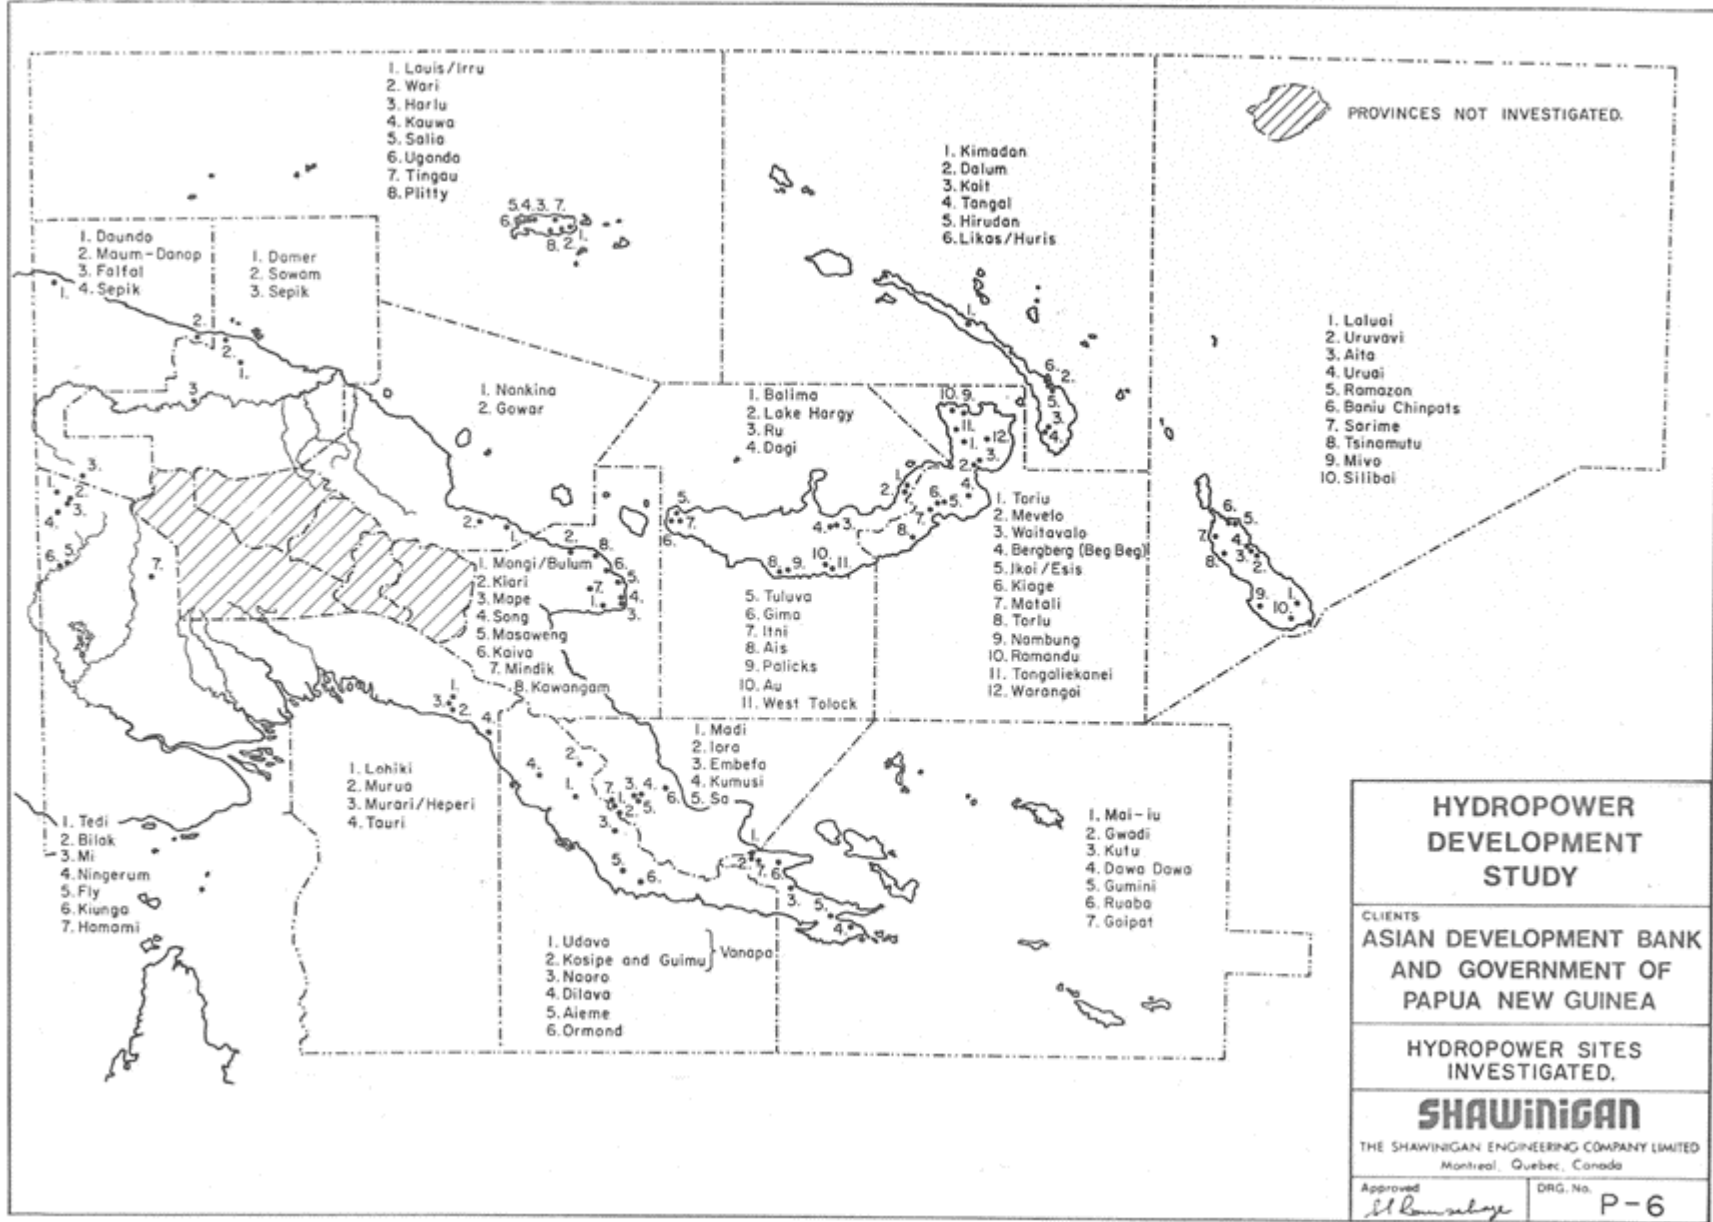 1. Lauis/Irru
2. Wari
3. Harlu
4. Kauwa
5. Salia
6. Uganda
7. Tingau
8. Plitty
PROVINCES NOT INVESTIGATED.
1. Kimadan
2. Dalum
3. Kait
4. Tangal
5. Hirudan
6. Likas/Huris
1. Daundo
2. Maum-Danap
3. Falfal
4. Sepik
1. Damer
2. Sowam
3. Sepik
1. Laluai
2. Uruvavi
3. Aita
4. Uruai
5. Ramazon
6. Baniu Chinpats
7. Sarime
8. Tsinamutu
9. Mivo
10. Silibai
1. Nankina
2. Gowar
1. Balima
2. Lake Hargy
3. Ru
4. Dagi
1. Toriu
2. Mevelo
3. Waitavalo
4. Bergberg (Beg Beg)
5. Ikoi/Esis
6. Kiage
7. Matali
8. Torlu
9. Nambung
10. Ramandu
11. Tongaliekanei
12. Warangoi
1. Mongi/Bulum
2. Kiari
3. Mape
4. Song
5. Masaweng
6. Kaiva
7. Mindik
8. Kawangam
5. Tuluva
6. Gima
7. Itni
8. Ais
9. Palicks
10. Au
11. West Tolock
1. Madi
2. Iora
3. Embefa
4. Kumusi
5. Sa
1. Lohiki
2. Murua
3. Murari/Heperi
4. Tauri
1. Tedi
2. Bilak
3. Mi
4. Ningerum
5. Fly
6. Kiunga
7. Hamami
1. Mai-iu
2. Gwadi
3. Kutu
4. Dawa Dawa
5. Gumini
6. Ruaba
7. Gaipat
1. Udava
2. Kosipe and Guimu
Vanapa
3. Naoro
4. Dilava
5. Aieme
6. Ormond
HYDROPOWER
DEVELOPMENT
STUDY
CLIENTS
ASIAN DEVELOPMENT BANK
AND GOVERNMENT OF
PAPUA NEW GUINEA
HYDROPOWER SITES
INVESTIGATED.
SHAWINIGAN
THE SHAWINIGAN ENGINEERING COMPANY LIMITED
Montreal, Quebec, Canada
Approved
DRG. No.
P-6